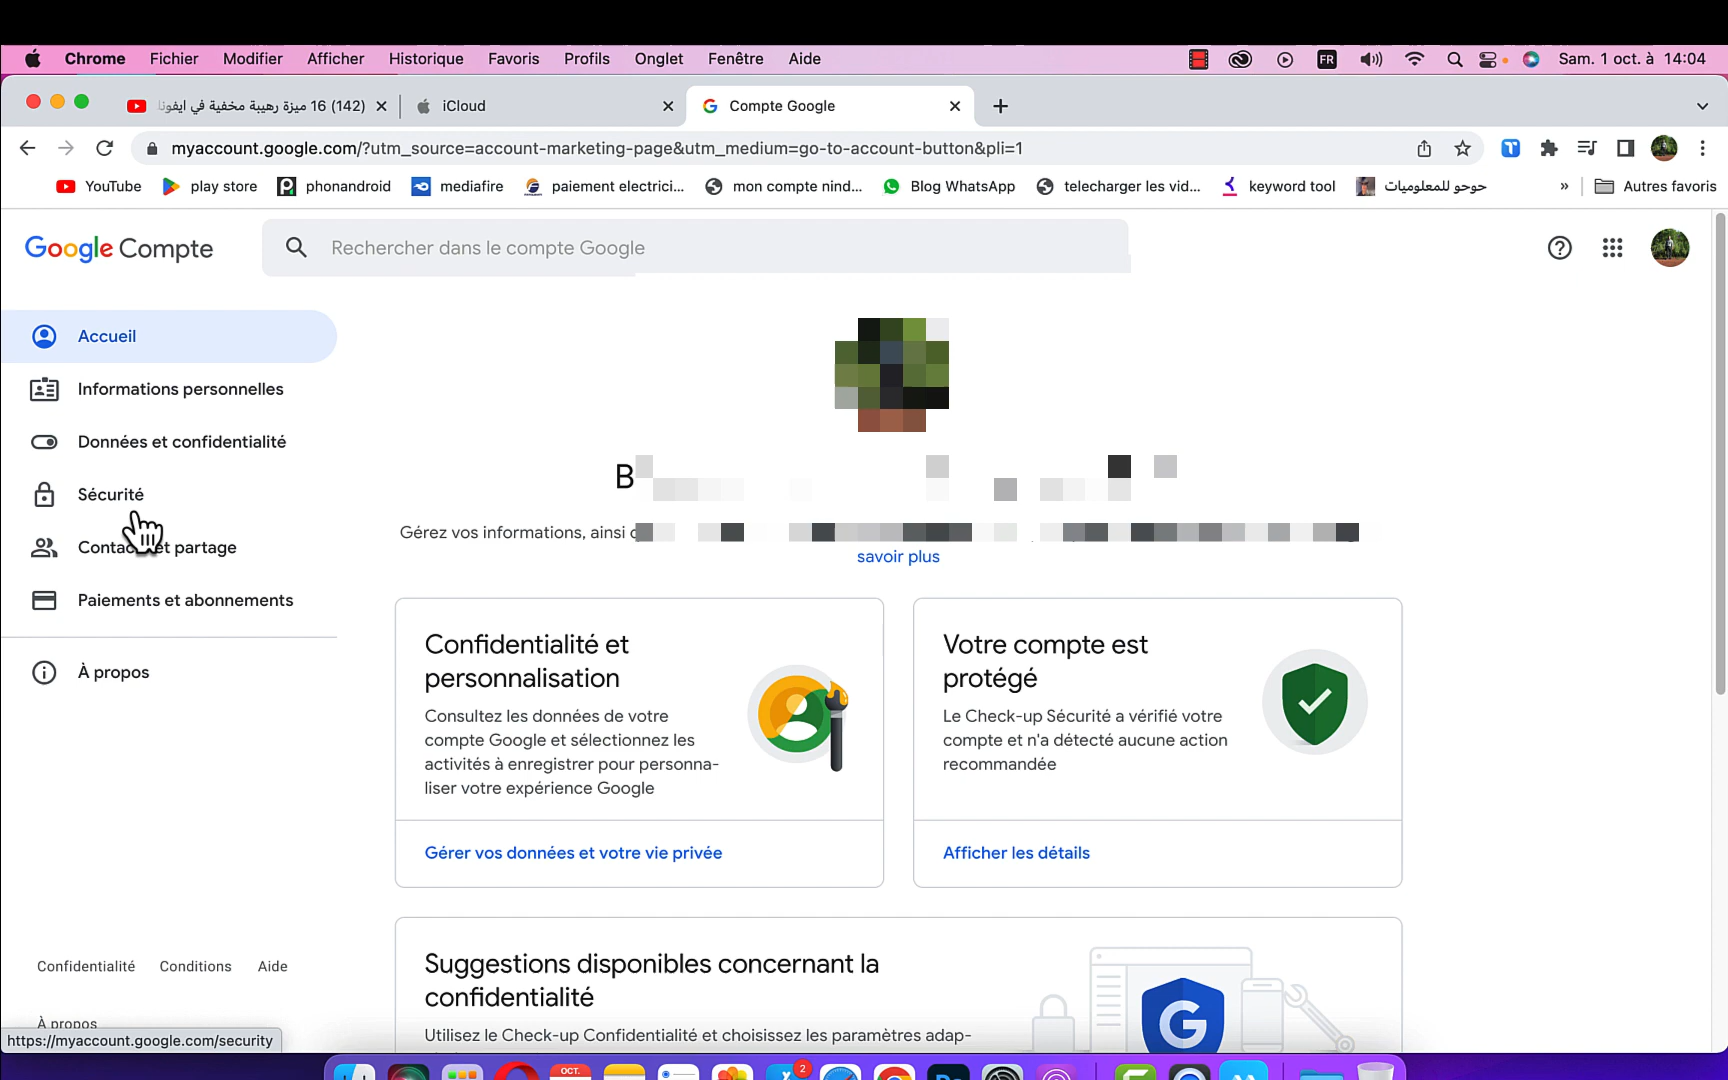 Chrome Fichier Modifier Afficher Historique Favoris Profils Onglet Fenêtre Aide FR Sam. 1 oct. à 14:04
(142) 16 ميزة رهيبة مخفية في ايفونا
iCloud
Compte Google
myaccount.google.com/?utm_source=account-marketing-page&utm_medium=go-to-account-button&pli=1
YouTube play store phonandroid mediafire paiement electrici... mon compte nind... Blog WhatsApp telecharger les vid... keyword tool حوحو للمعلوميات » Autres favoris
Google Compte
Rechercher dans le compte Google
Accueil
Informations personnelles
Données et confidentialité
Sécurité
Contacts et partage
Paiements et abonnements
À propos
B
Gérez vos informations, ainsi
savoir plus
Confidentialité et
personnalisation
Consultez les données de votre
compte Google et sélectionnez les
activités à enregistrer pour personna-
liser votre expérience Google
Gérer vos données et votre vie privée
Votre compte est
protégé
Le Check-up Sécurité a vérifié votre
compte et n'a détecté aucune action
recommandée
Afficher les détails
Suggestions disponibles concernant la
confidentialité
Utilisez le Check-up Confidentialité et choisissez les paramètres adap-
Confidentialité Conditions Aide
À propos
https://myaccount.google.com/security
OCT.
2